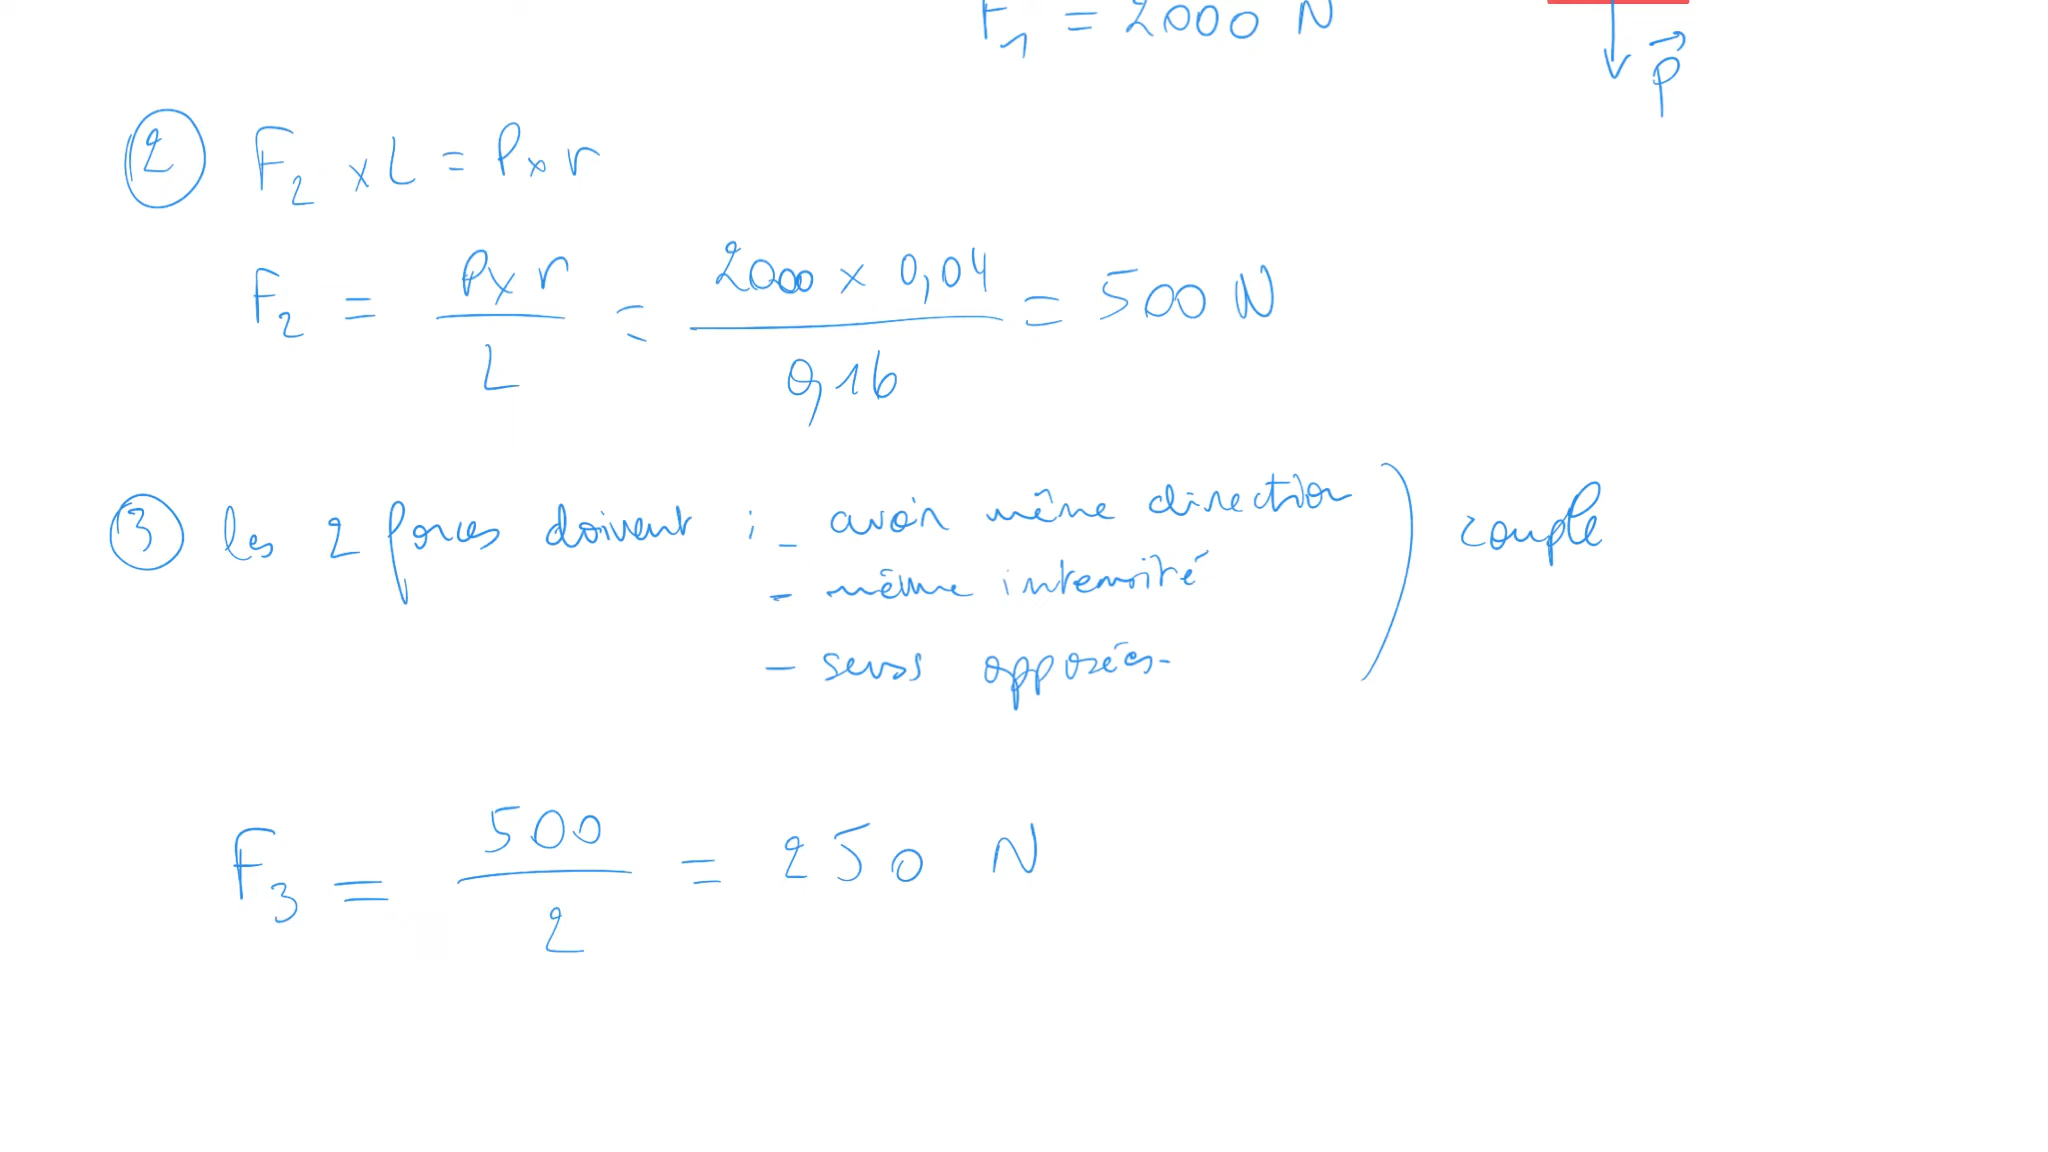 F₁ = 2000 N
P⃗
② F₂ x L = P x r
F₂ = P x r / L = 2000 x 0,04 / 0,16 = 500 N
③ les 2 forces doivent : - avoir même direction
- même intensité
- sens opposées.
couple
F₃ = 500 / 2 = 250 N